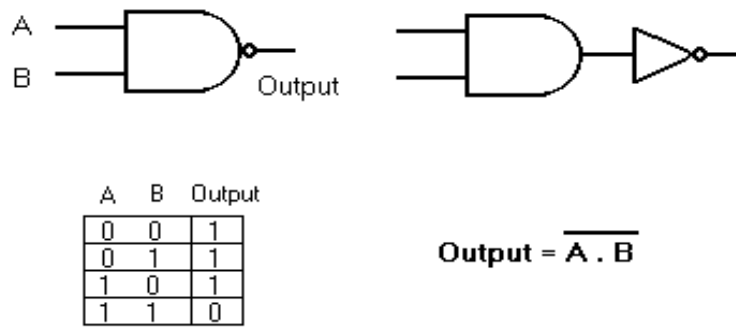 A
B
Output
A B Output
0 0 1
0 1 1
1 0 1
1 1 0
Output = A̅ ̅.̅ ̅B̅